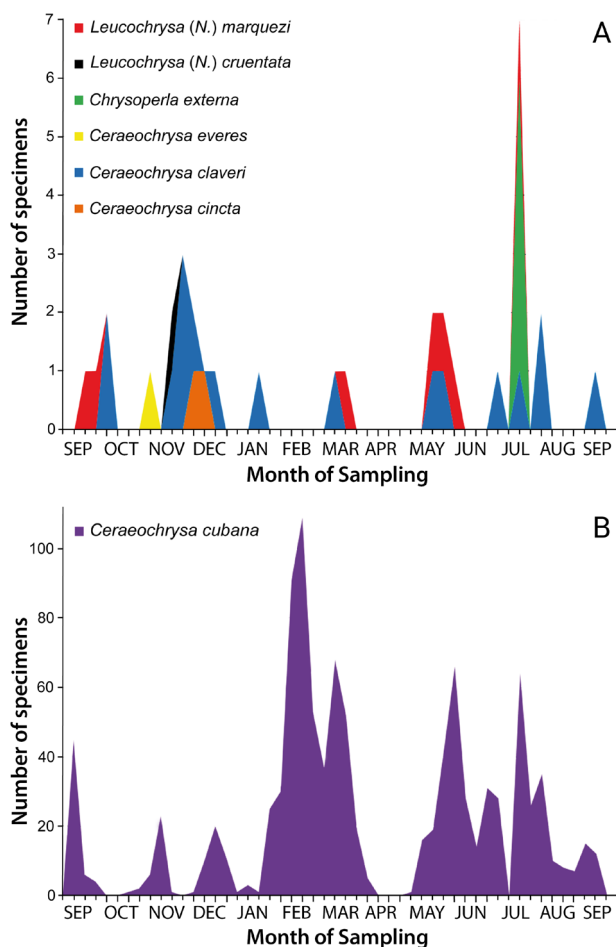 A
Leucochrysa (N.) marquezi
Leucochrysa (N.) cruentata
Chrysoperla externa
Ceraeochrysa everes
Ceraeochrysa claveri
Ceraeochrysa cincta
Number of specimens
7
6
5
4
3
2
1
0
SEP OCT NOV DEC JAN FEB MAR APR MAY JUN JUL AUG SEP
Month of Sampling
B
Ceraeochrysa cubana
Number of specimens
100
80
60
40
20
0
SEP OCT NOV DEC JAN FEB MAR APR MAY JUN JUL AUG SEP
Month of Sampling